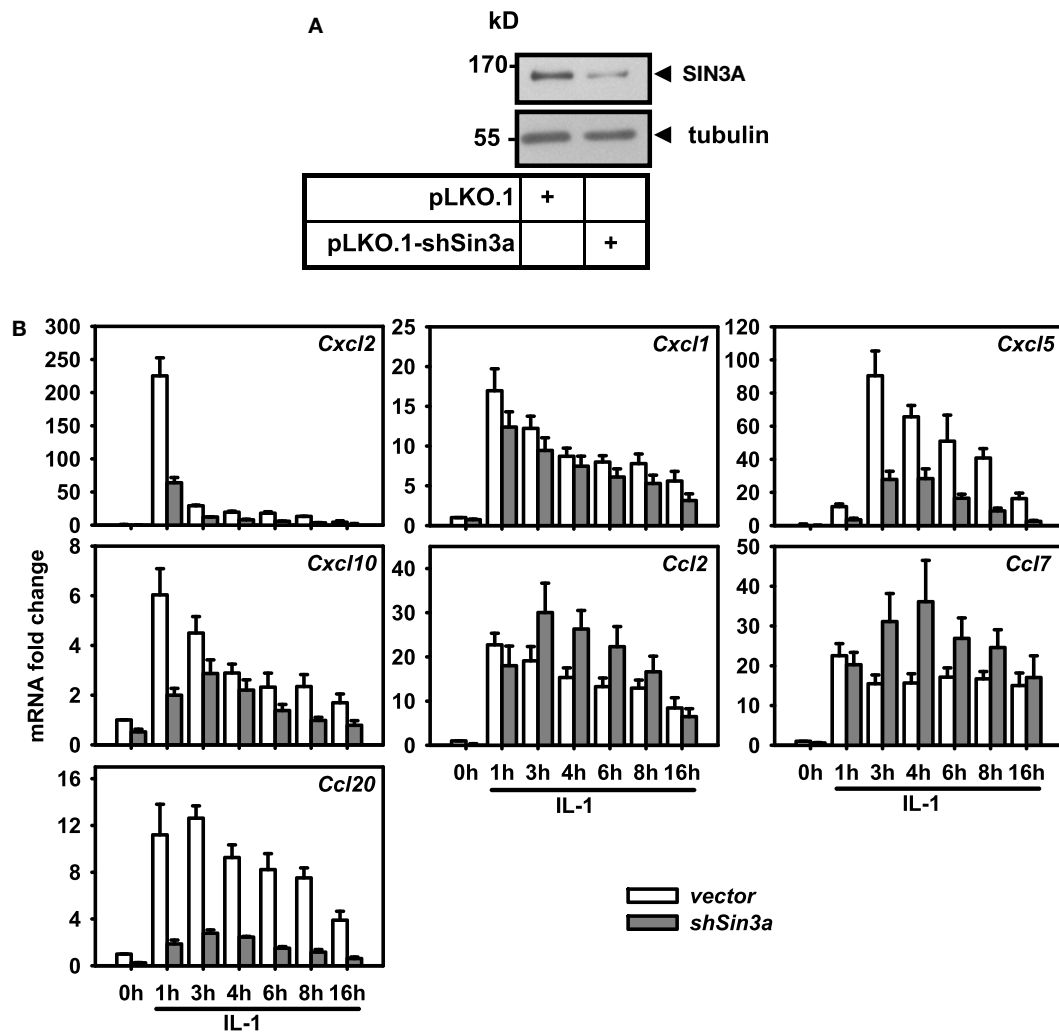 A
kD
170
SIN3A
55
tubulin
pLKO.1 +
pLKO.1-shSin3a +
B
mRNA fold change
Cxcl2
300
250
200
150
100
50
0
Cxcl1
25
20
15
10
5
0
Cxcl5
120
100
80
60
40
20
0
Cxcl10
8
6
4
2
0
Ccl2
40
30
20
10
0
0h 1h 3h 4h 6h 8h 16h
IL-1
Ccl7
50
40
30
20
10
0
0h 1h 3h 4h 6h 8h 16h
IL-1
Ccl20
16
12
8
4
0
0h 1h 3h 4h 6h 8h 16h
IL-1
vector
shSin3a